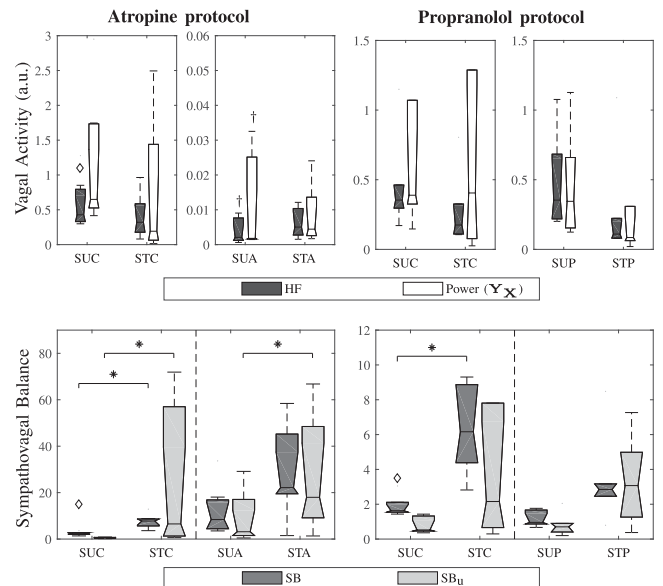 Atropine protocol
Propranolol protocol
Vagal Activity (a.u.)
3
2.5
2
1.5
1
0.5
0
SUC
STC
0.06
0.05
0.04
0.03
0.02
0.01
0
†
†
SUA
STA
1.5
1
0.5
0
SUC
STC
1.5
1
0.5
0
SUP
STP
HF
Power (Y_X)
Sympathovagal Balance
80
60
40
20
0
*
*
*
SUC
STC
SUA
STA
12
10
8
6
4
2
0
*
SUC
STC
SUP
STP
SB
SB_u